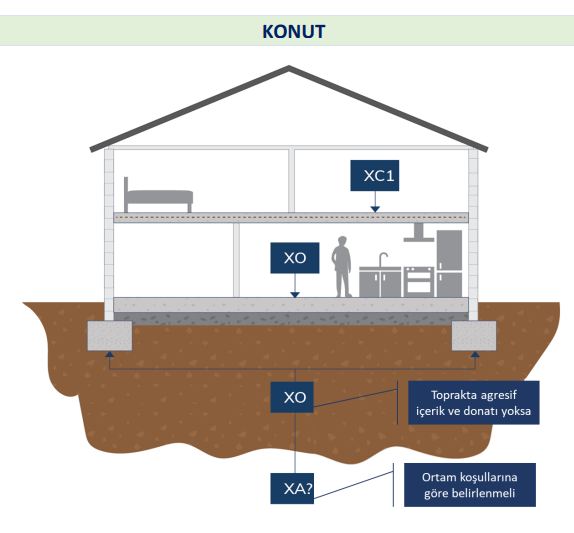 KONUT
XC1
XO
XO
Toprakta agresif
içerik ve donatı yoksa
XA?
Ortam koşullarına
göre belirlenmeli